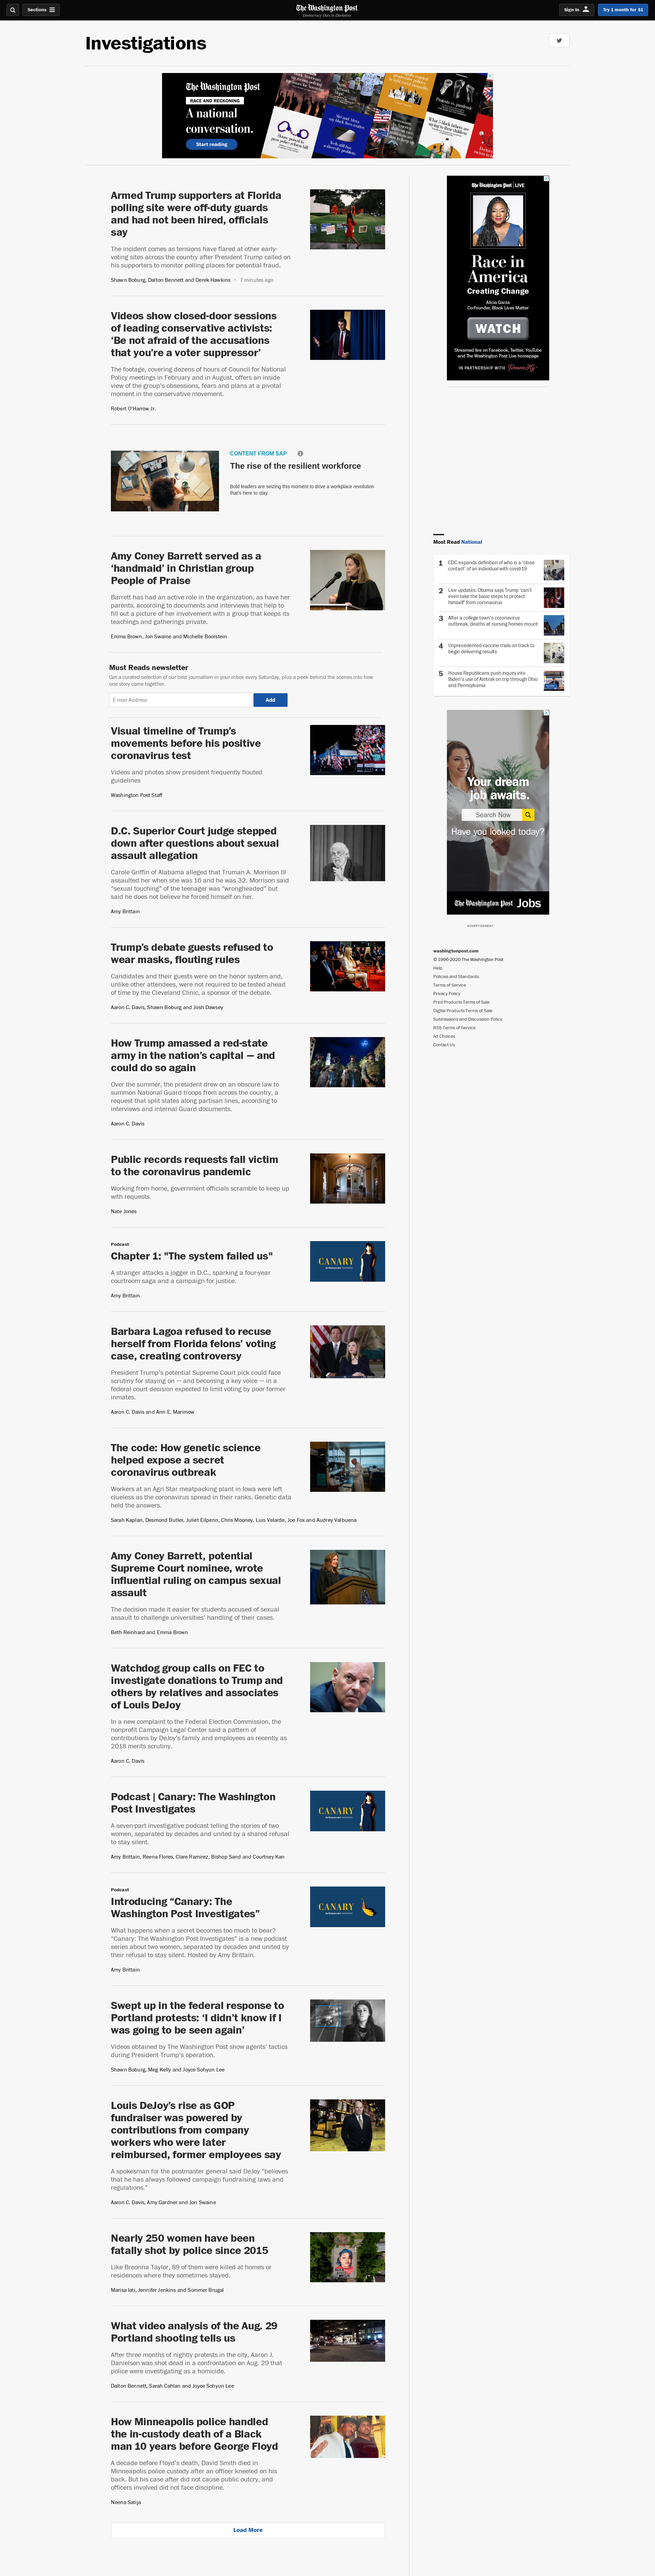 Sections
The Washington Post
Democracy Dies in Darkness
Sign In
Try 1 month for $1
Investigations
The Washington Post
RACE AND RECKONING
A national
conversation.
Start reading
Armed Trump supporters at Florida
polling site were off-duty guards
and had not been hired, officials
say
The incident comes as tensions have flared at other early-
voting sites across the country after President Trump called on
his supporters to monitor polling places for potential fraud.
Shawn Boburg, Dalton Bennett and Derek Hawkins · 7 minutes ago
Videos show closed-door sessions
of leading conservative activists:
‘Be not afraid of the accusations
that you’re a voter suppressor’
The footage, covering dozens of hours of Council for National
Policy meetings in February and in August, offers an inside
view of the group’s obsessions, fears and plans at a pivotal
moment in the conservative movement.
Robert O’Harrow Jr.
CONTENT FROM SAP
The rise of the resilient workforce
Bold leaders are seizing this moment to drive a workplace revolution
that's here to stay.
Amy Coney Barrett served as a
‘handmaid’ in Christian group
People of Praise
Barrett has had an active role in the organization, as have her
parents, according to documents and interviews that help to
fill out a picture of her involvement with a group that keeps its
teachings and gatherings private.
Emma Brown, Jon Swaine and Michelle Boorstein
Must Reads newsletter
Get a curated selection of our best journalism in your inbox every Saturday, plus a peek behind the scenes into how
one story came together.
E-mail Address
Add
Visual timeline of Trump’s
movements before his positive
coronavirus test
Videos and photos show president frequently flouted
guidelines
Washington Post Staff
D.C. Superior Court judge stepped
down after questions about sexual
assault allegation
Carole Griffin of Alabama alleged that Truman A. Morrison III
assaulted her when she was 16 and he was 32. Morrison said
“sexual touching” of the teenager was “wrongheaded” but
said he does not believe he forced himself on her.
Amy Brittain
Trump’s debate guests refused to
wear masks, flouting rules
Candidates and their guests were on the honor system and,
unlike other attendees, were not required to be tested ahead
of time by the Cleveland Clinic, a sponsor of the debate.
Aaron C. Davis, Shawn Boburg and Josh Dawsey
How Trump amassed a red-state
army in the nation’s capital — and
could do so again
Over the summer, the president drew on an obscure law to
summon National Guard troops from across the country, a
request that split states along partisan lines, according to
interviews and internal Guard documents.
Aaron C. Davis
Public records requests fall victim
to the coronavirus pandemic
Working from home, government officials scramble to keep up
with requests.
Nate Jones
Podcast
Chapter 1: "The system failed us"
A stranger attacks a jogger in D.C., sparking a four-year
courtroom saga and a campaign for justice.
Amy Brittain
CANARY
Barbara Lagoa refused to recuse
herself from Florida felons’ voting
case, creating controversy
President Trump’s potential Supreme Court pick could face
scrutiny for staying on — and becoming a key voice — in a
federal court decision expected to limit voting by poor former
inmates.
Aaron C. Davis and Ann E. Marimow
The code: How genetic science
helped expose a secret
coronavirus outbreak
Workers at an Agri Star meatpacking plant in Iowa were left
clueless as the coronavirus spread in their ranks. Genetic data
held the answers.
Sarah Kaplan, Desmond Butler, Juliet Eilperin, Chris Mooney, Luis Velarde, Joe Fox and Audrey Valbuena
Amy Coney Barrett, potential
Supreme Court nominee, wrote
influential ruling on campus sexual
assault
The decision made it easier for students accused of sexual
assault to challenge universities’ handling of their cases.
Beth Reinhard and Emma Brown
Watchdog group calls on FEC to
investigate donations to Trump and
others by relatives and associates
of Louis DeJoy
In a new complaint to the Federal Election Commission, the
nonprofit Campaign Legal Center said a pattern of
contributions by DeJoy’s family and employees as recently as
2018 merits scrutiny.
Aaron C. Davis
Podcast | Canary: The Washington
Post Investigates
A seven-part investigative podcast telling the stories of two
women, separated by decades and united by a shared refusal
to stay silent.
Amy Brittain, Reena Flores, Clare Ramirez, Bishop Sand and Courtney Kan
CANARY
Podcast
Introducing “Canary: The
Washington Post Investigates”
What happens when a secret becomes too much to bear?
“Canary: The Washington Post Investigates” is a new podcast
series about two women, separated by decades and united by
their refusal to stay silent. Hosted by Amy Brittain.
Amy Brittain
CANARY
Swept up in the federal response to
Portland protests: ‘I didn’t know if I
was going to be seen again’
Videos obtained by The Washington Post show agents’ tactics
during President Trump’s operation.
Shawn Boburg, Meg Kelly and Joyce Sohyun Lee
Louis DeJoy’s rise as GOP
fundraiser was powered by
contributions from company
workers who were later
reimbursed, former employees say
A spokesman for the postmaster general said DeJoy “believes
that he has always followed campaign fundraising laws and
regulations.”
Aaron C. Davis, Amy Gardner and Jon Swaine
Nearly 250 women have been
fatally shot by police since 2015
Like Breonna Taylor, 89 of them were killed at homes or
residences where they sometimes stayed.
Marisa Iati, Jennifer Jenkins and Sommer Brugal
What video analysis of the Aug. 29
Portland shooting tells us
After three months of nightly protests in the city, Aaron J.
Danielson was shot dead in a confrontation on Aug. 29 that
police were investigating as a homicide.
Dalton Bennett, Sarah Cahlan and Joyce Sohyun Lee
How Minneapolis police handled
the in-custody death of a Black
man 10 years before George Floyd
A decade before Floyd’s death, David Smith died in
Minneapolis police custody after an officer kneeled on his
back. But his case after did not cause public outcry, and
officers involved did not face discipline.
Neena Satija
Load More
The Washington Post LIVE
Race in
America
Creating Change
Alicia Garza
Co-Founder, Black Lives Matter
WATCH
Streamed live on Facebook, Twitter, YouTube
and The Washington Post Live homepage
IN PARTNERSHIP WITH
Most Read National
1 CDC expands definition of who is a ‘close
contact’ of an individual with covid-19
2 Live updates: Obama says Trump ‘can’t
even take the basic steps to protect
himself’ from coronavirus
3 After a college town’s coronavirus
outbreak, deaths at nursing homes mount
4 Unprecedented vaccine trials on track to
begin delivering results
5 House Republicans push inquiry into
Biden’s use of Amtrak on trip through Ohio
and Pennsylvania
Your dream
job awaits.
Search Now
Have you looked today?
The Washington Post Jobs
ADVERTISEMENT
washingtonpost.com
© 1996-2020 The Washington Post
Help
Policies and Standards
Terms of Service
Privacy Policy
Print Products Terms of Sale
Digital Products Terms of Sale
Submissions and Discussion Policy
RSS Terms of Service
Ad Choices
Contact Us